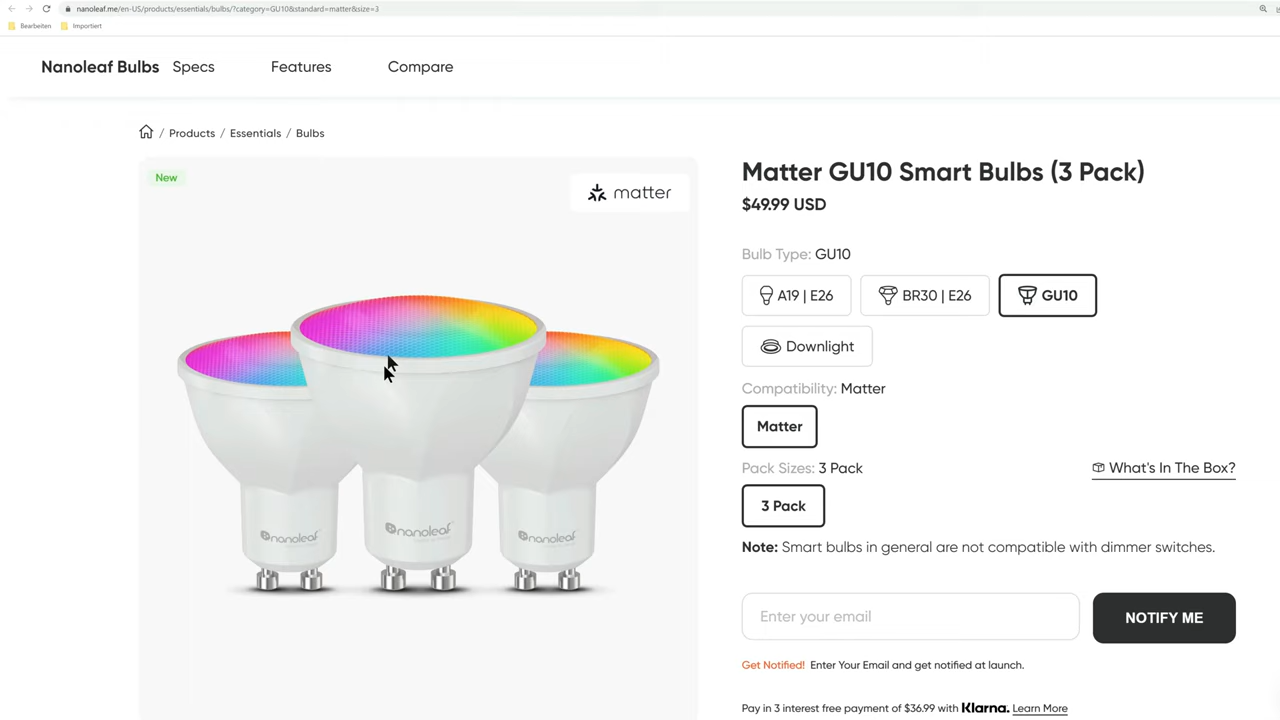 nanoleaf.me/en-US/products/essentials/bulbs/?category=GU10&standard=matter&size=3
Bearbeiten Importiert
Nanoleaf Bulbs Specs Features Compare
/ Products / Essentials / Bulbs
New
matter
nanoleaf
nanoleaf
nanoleaf
Matter GU10 Smart Bulbs (3 Pack)
$49.99 USD
Bulb Type: GU10
A19 | E26 BR30 | E26 GU10
Downlight
Compatibility: Matter
Matter
Pack Sizes: 3 Pack What's In The Box?
3 Pack
Note: Smart bulbs in general are not compatible with dimmer switches.
Enter your email NOTIFY ME
Get Notified! Enter Your Email and get notified at launch.
Pay in 3 interest free payment of $36.99 with Klarna. Learn More